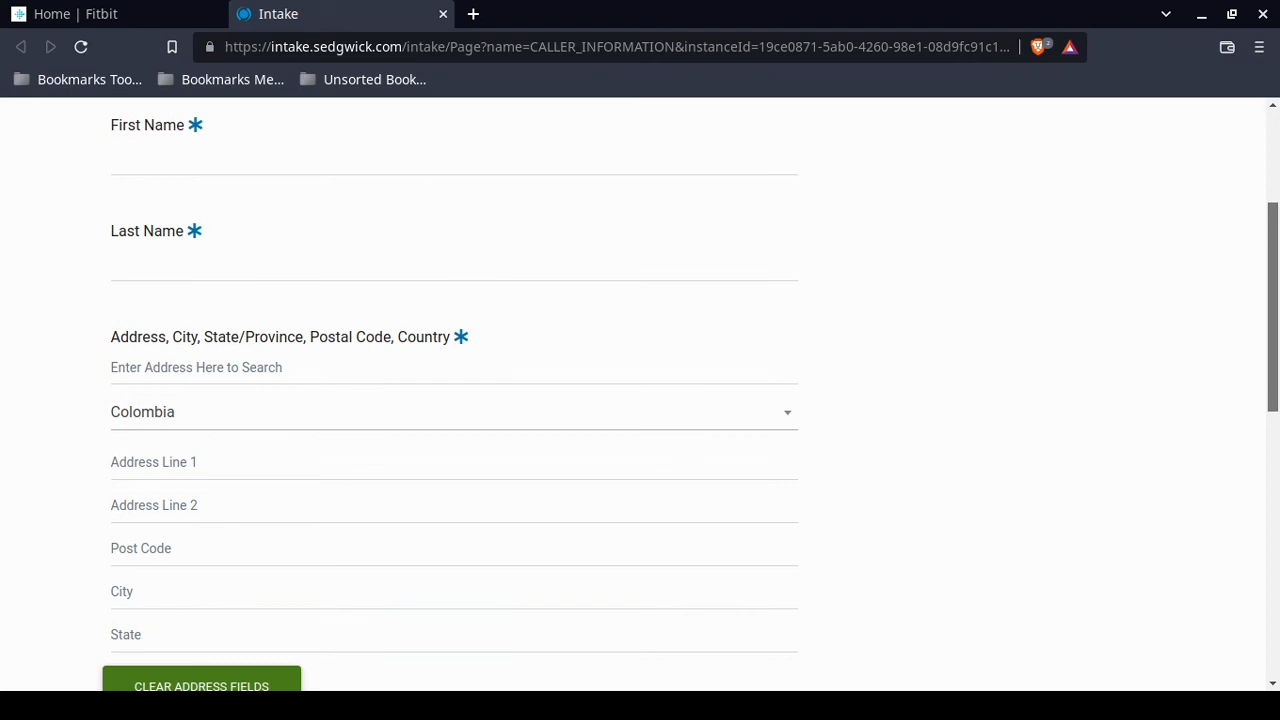 Home | Fitbit
Intake
https://intake.sedgwick.com/intake/Page?name=CALLER_INFORMATION&instanceId=19ce0871-5ab0-4260-98e1-08d9fc91c1...
2
Bookmarks Too...
Bookmarks Me...
Unsorted Book...
First Name *
Last Name *
Address, City, State/Province, Postal Code, Country *
Enter Address Here to Search
Colombia
Address Line 1
Address Line 2
Post Code
City
State
CLEAR ADDRESS FIELDS